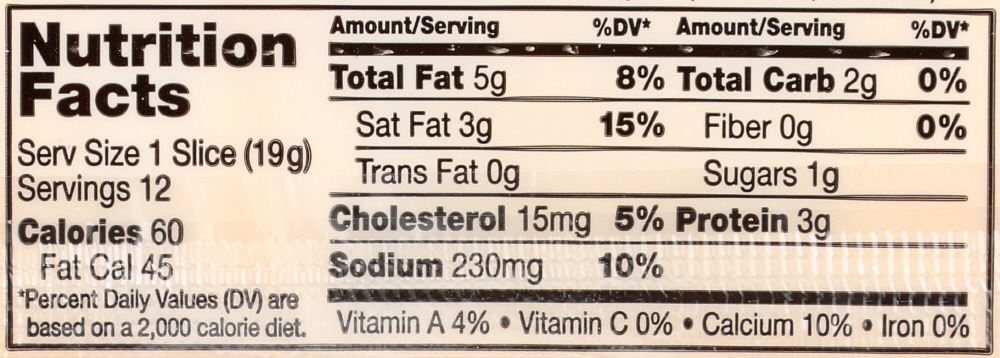 Nutrition
Facts
Serv Size 1 Slice (19g)
Servings 12
Calories 60
Fat Cal 45
*Percent Daily Values (DV) are
based on a 2,000 calorie diet.
Amount/Serving %DV* Amount/Serving %DV*
Total Fat 5g 8% Total Carb 2g 0%
Sat Fat 3g 15% Fiber 0g 0%
Trans Fat 0g Sugars 1g
Cholesterol 15mg 5% Protein 3g
Sodium 230mg 10%
Vitamin A 4% • Vitamin C 0% • Calcium 10% • Iron 0%